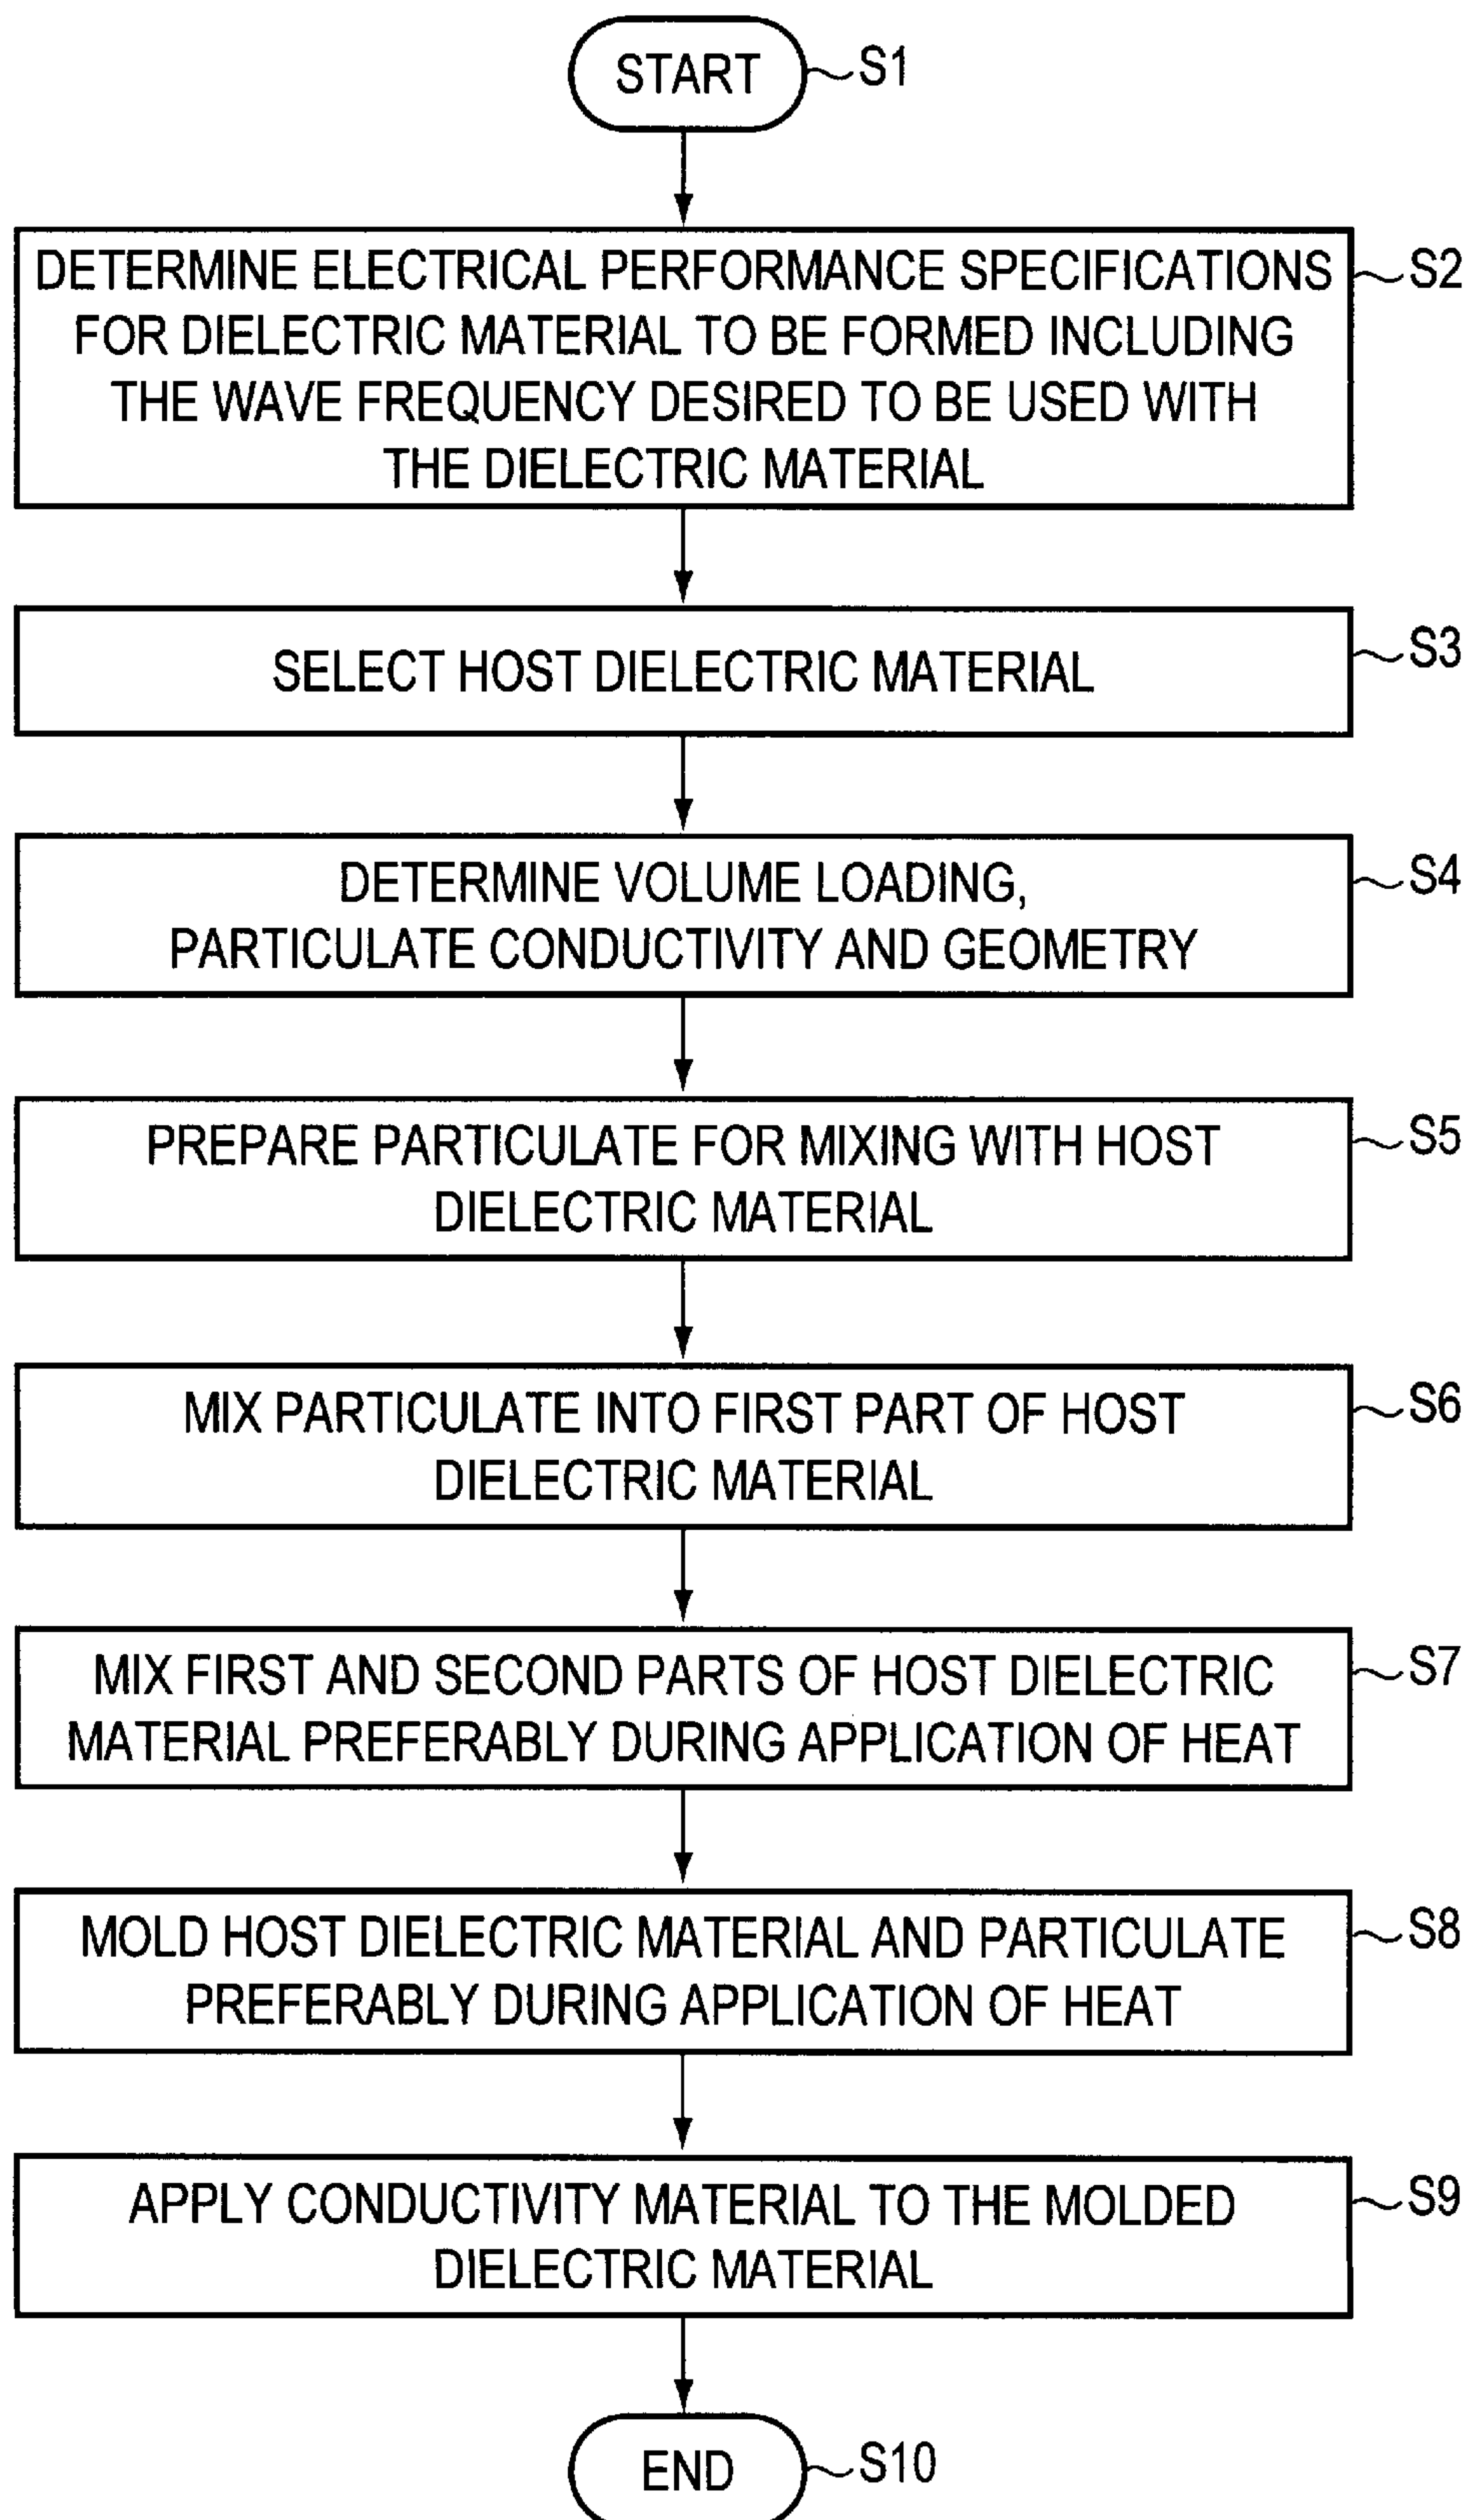 START
S1
DETERMINE ELECTRICAL PERFORMANCE SPECIFICATIONS
FOR DIELECTRIC MATERIAL TO BE FORMED INCLUDING
THE WAVE FREQUENCY DESIRED TO BE USED WITH
THE DIELECTRIC MATERIAL
S2
SELECT HOST DIELECTRIC MATERIAL
S3
DETERMINE VOLUME LOADING,
PARTICULATE CONDUCTIVITY AND GEOMETRY
S4
PREPARE PARTICULATE FOR MIXING WITH HOST
DIELECTRIC MATERIAL
S5
MIX PARTICULATE INTO FIRST PART OF HOST
DIELECTRIC MATERIAL
S6
MIX FIRST AND SECOND PARTS OF HOST DIELECTRIC
MATERIAL PREFERABLY DURING APPLICATION OF HEAT
S7
MOLD HOST DIELECTRIC MATERIAL AND PARTICULATE
PREFERABLY DURING APPLICATION OF HEAT
S8
APPLY CONDUCTIVITY MATERIAL TO THE MOLDED
DIELECTRIC MATERIAL
S9
END
S10